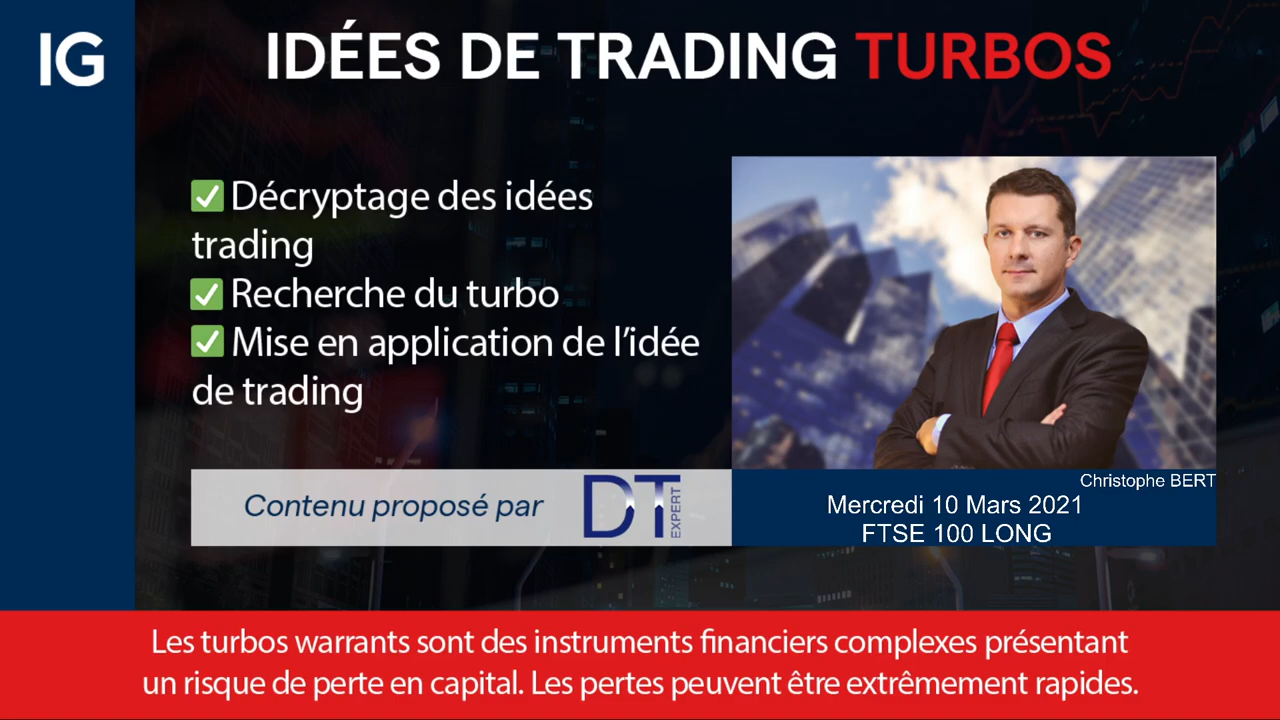 IG
IDÉES DE TRADING TURBOS
✅ Décryptage des idées
trading
✅ Recherche du turbo
✅ Mise en application de l’idée
de trading
Contenu proposé par
DT EXPERT
Christophe BERT
Mercredi 10 Mars 2021
FTSE 100 LONG
Les turbos warrants sont des instruments financiers complexes présentant
un risque de perte en capital. Les pertes peuvent être extrêmement rapides.